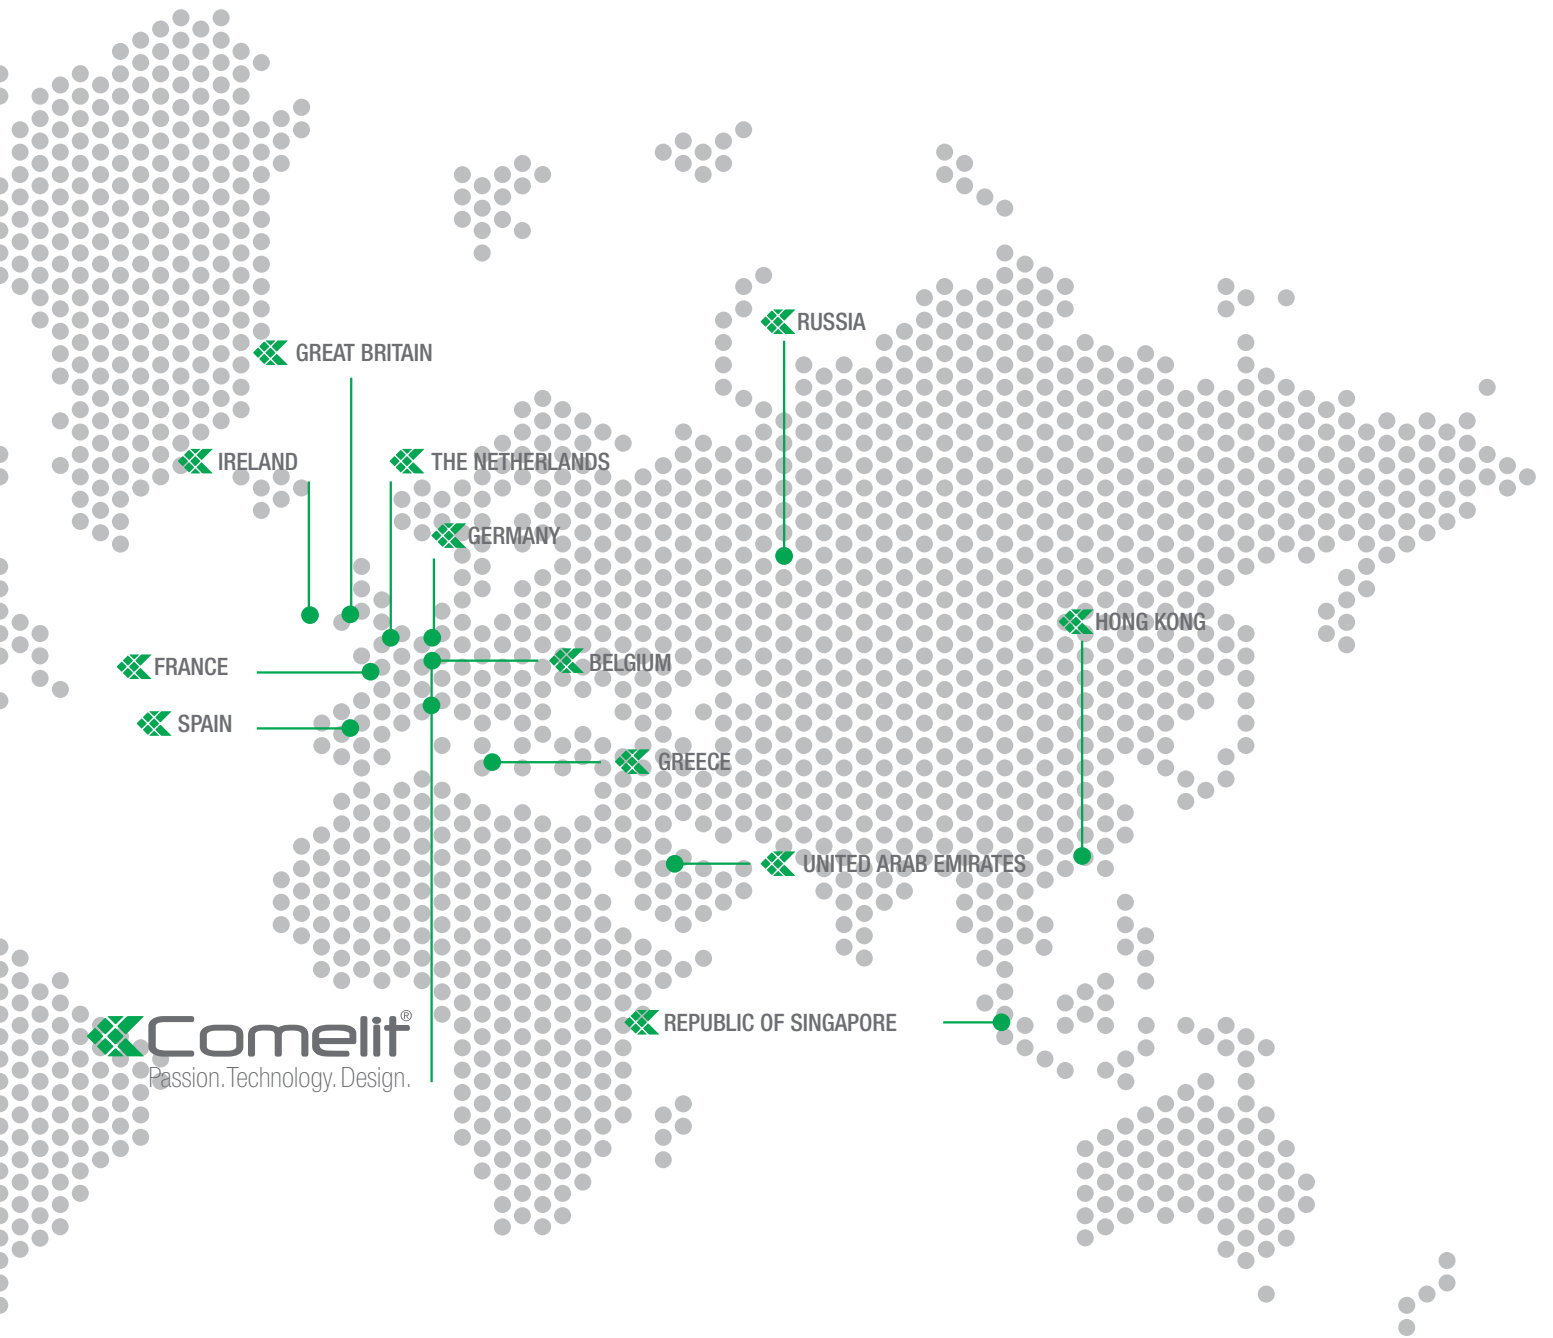 RUSSIA
GREAT BRITAIN
IRELAND
THE NETHERLANDS
GERMANY
HONG KONG
FRANCE
BELGIUM
SPAIN
GREECE
UNITED ARAB EMIRATES
REPUBLIC OF SINGAPORE
Comelit®
Passion.Technology.Design.